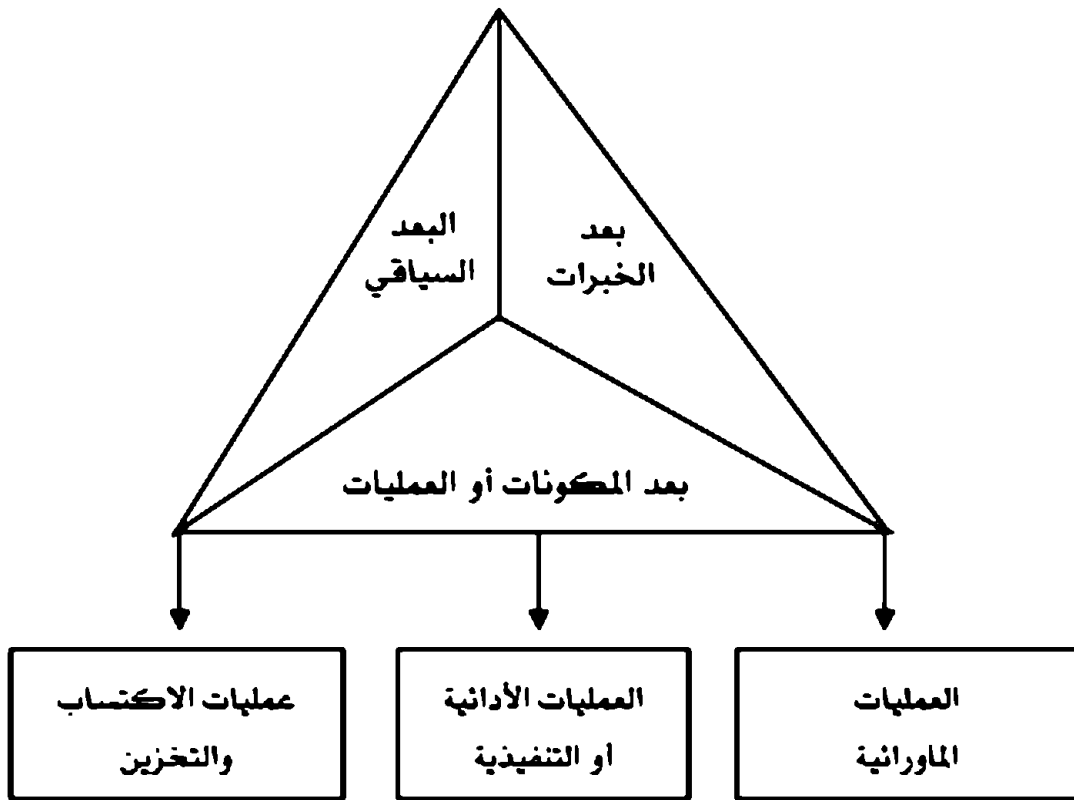 بعد
الخبرات
البعد
السياقي
بعد المكونات أو العمليات
العمليات
الماورائية
العمليات الأدائية
أو التنفيذية
عمليات الاكتساب
والتخزين